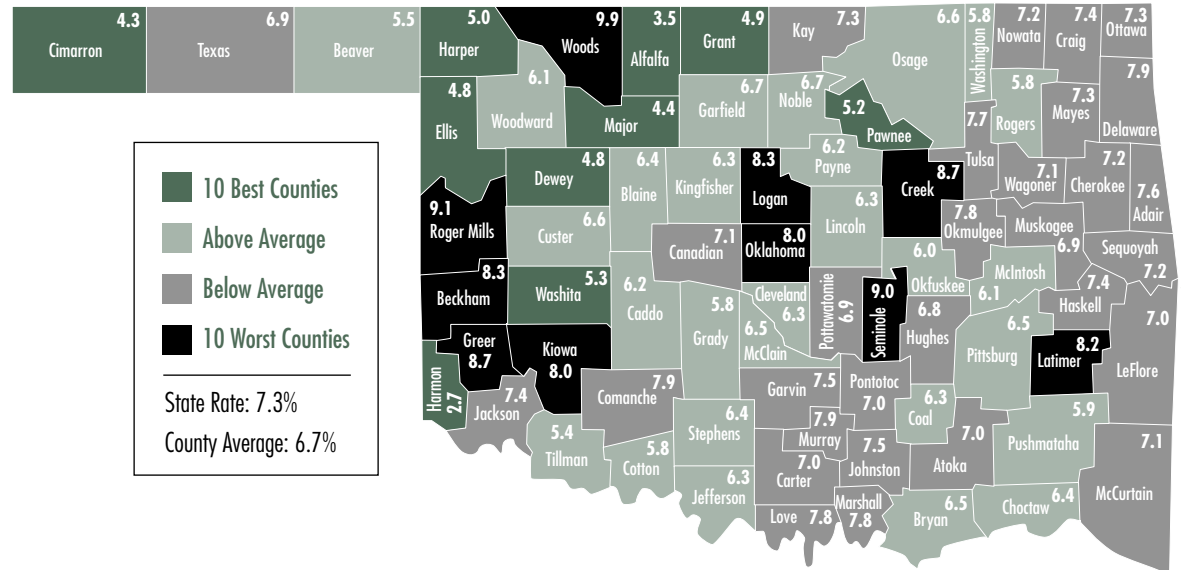 4.3
Cimarron
6.9
Texas
5.5
Beaver
5.0
Harper
9.9
Woods
3.5
Alfalfa
4.9
Grant
7.3
Kay
6.6
Osage
5.8
Washington
7.2
Nowata
7.4
Craig
7.3
Ottawa
4.8
Ellis
6.1
Woodward
4.4
Major
6.7
Garfield
6.7
Noble
5.2
Pawnee
5.8
Rogers
7.3
Mayes
7.9
Delaware
7.7
Tulsa
10 Best Counties
Above Average
Below Average
10 Worst Counties
State Rate: 7.3%
County Average: 6.7%
4.8
Dewey
6.4
Blaine
6.3
Kingfisher
8.3
Logan
6.2
Payne
8.7
Creek
7.1
Wagoner
7.2
Cherokee
7.6
Adair
9.1
Roger Mills
6.6
Custer
7.1
Canadian
8.0
Oklahoma
6.3
Lincoln
7.8
Okmulgee
Muskogee
6.9
Sequoyah
7.2
8.3
Beckham
5.3
Washita
6.2
Caddo
5.8
Grady
Cleveland
6.3
6.5
McClain
Pottawatomie
6.9
9.0
Seminole
6.0
Okfuskee
McIntosh
6.1
7.4
Haskell
7.0
LeFlore
Greer
8.7
Kiowa
8.0
6.8
Hughes
6.5
Pittsburg
8.2
Latimer
Harmon
2.7
7.4
Jackson
7.9
Comanche
7.5
Garvin
Pontotoc
7.0
6.3
Coal
5.9
Pushmataha
5.4
Tillman
5.8
Cotton
6.4
Stephens
7.9
Murray
7.5
Johnston
7.0
Atoka
7.1
McCurtain
6.3
Jefferson
7.0
Carter
Love 7.8
Marshall
7.8
6.5
Bryan
6.4
Choctaw